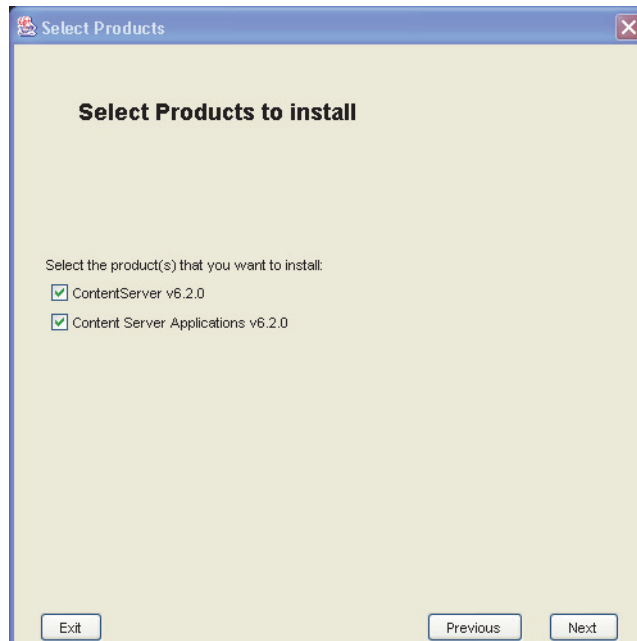 Select Products
Select Products to install
Select the product(s) that you want to install:
ContentServer v6.2.0
Content Server Applications v6.2.0
Exit
Previous
Next